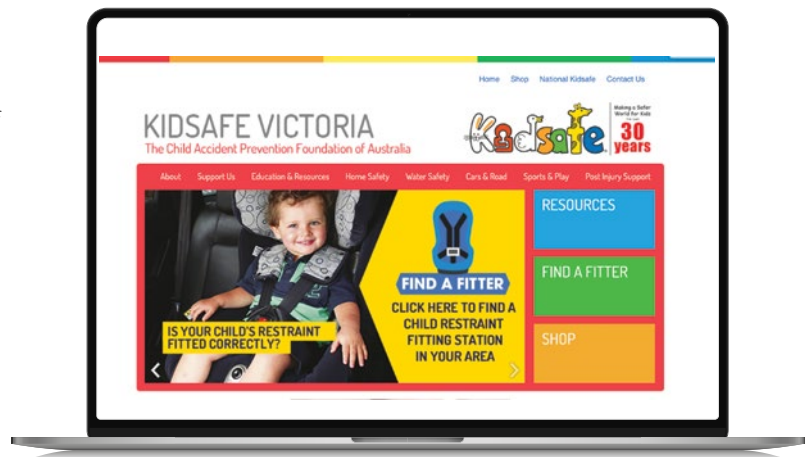 Home Shop National Kidsafe Contact Us
KIDSAFE VICTORIA
The Child Accident Prevention Foundation of Australia
Kidsafe
Making a Safer
World for Kids
30
years
About Support Us Education & Resources Home Safety Water Safety Cars & Road Sports & Play Post Injury Support
IS YOUR CHILD'S RESTRAINT
FITTED CORRECTLY?
FIND A FITTER
CLICK HERE TO FIND A
CHILD RESTRAINT
FITTING STATION
IN YOUR AREA
RESOURCES
FIND A FITTER
SHOP